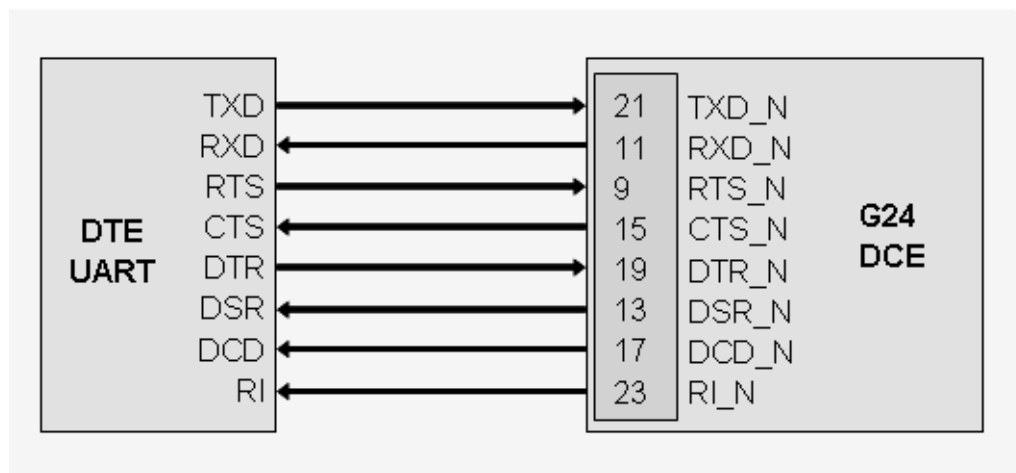 TXD 21 TXD_N
RXD 11 RXD_N
RTS 9 RTS_N
CTS 15 CTS_N
DTR 19 DTR_N
DSR 13 DSR_N
DCD 17 DCD_N
RI 23 RI_N
DTE
UART
G24
DCE